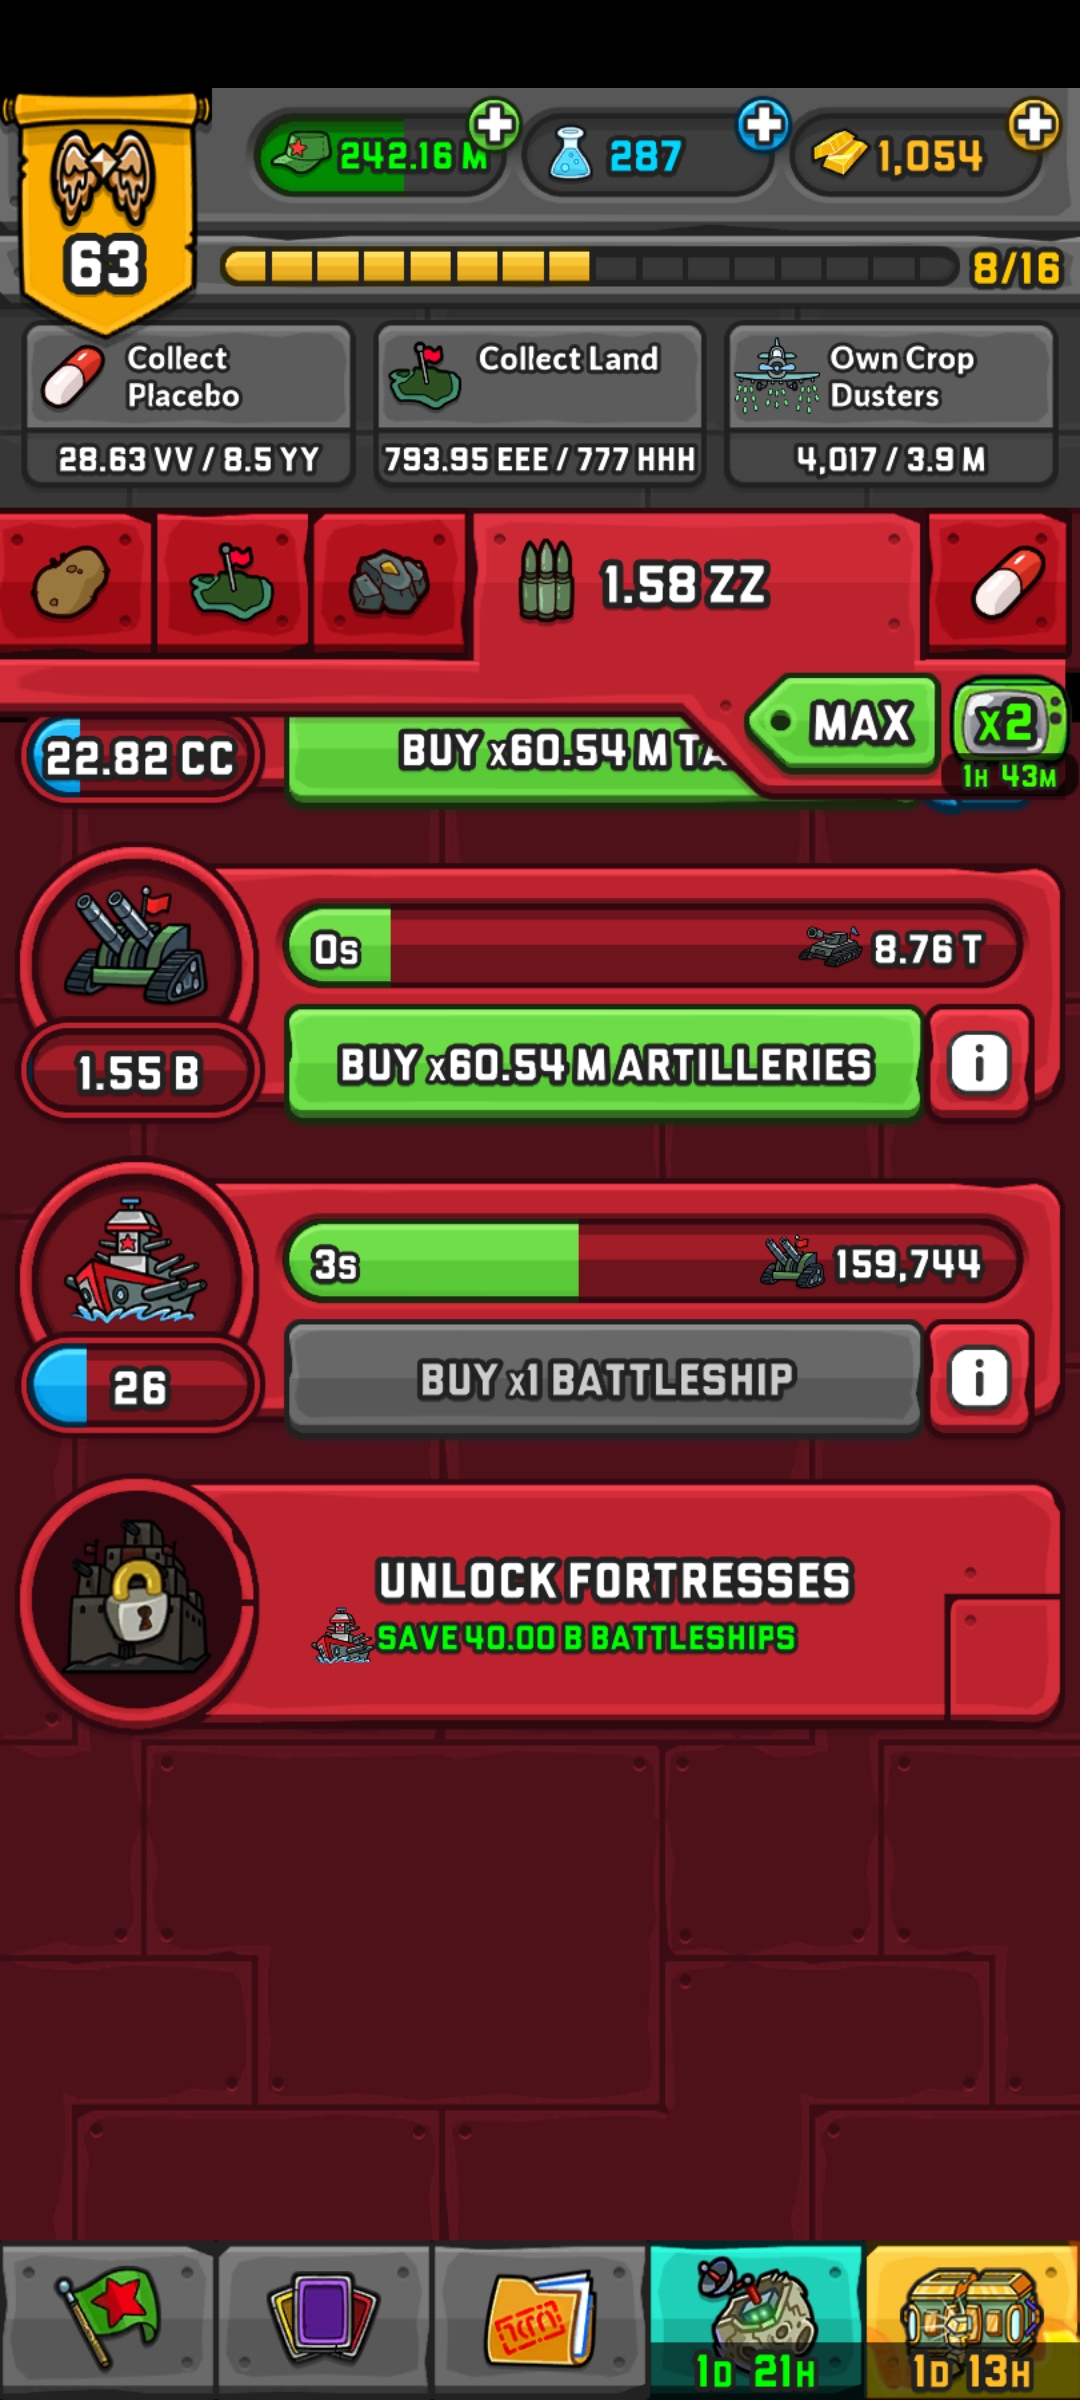 242.16 M
287
1,054
63
8/16
Collect
Placebo
28.63 VV / 8.5 YY
Collect Land
793.95 EEE / 777 HHH
Own Crop
Dusters
4,017 / 3.9 M
1.58 ZZ
MAX
x2
1H 43M
22.82 CC
BUY x60.54 M TA
0s
8.76 T
1.55 B
BUY x60.54 M ARTILLERIES
i
3s
159,744
26
BUY x1 BATTLESHIP
i
UNLOCK FORTRESSES
SAVE 40.00 B BATTLESHIPS
1D 21H
1D 13H